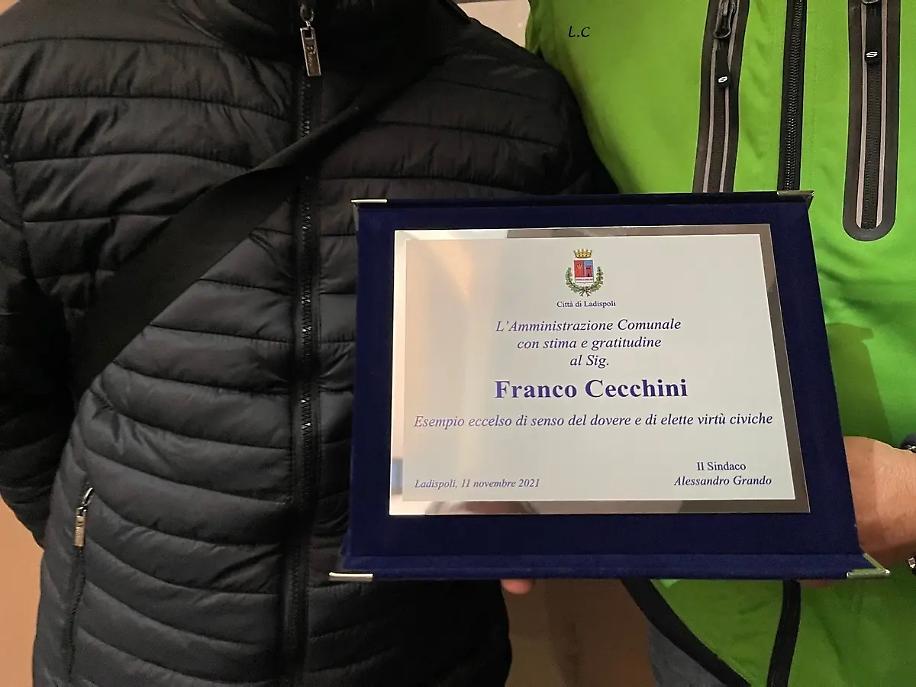 L.C
Città di Ladispoli
L'Amministrazione Comunale
con stima e gratitudine
al Sig.
Franco Cecchini
Esempio eccelso di senso del dovere e di elette virtù civiche
Il Sindaco
Ladispoli, 11 novembre 2021
Alessandro Grando